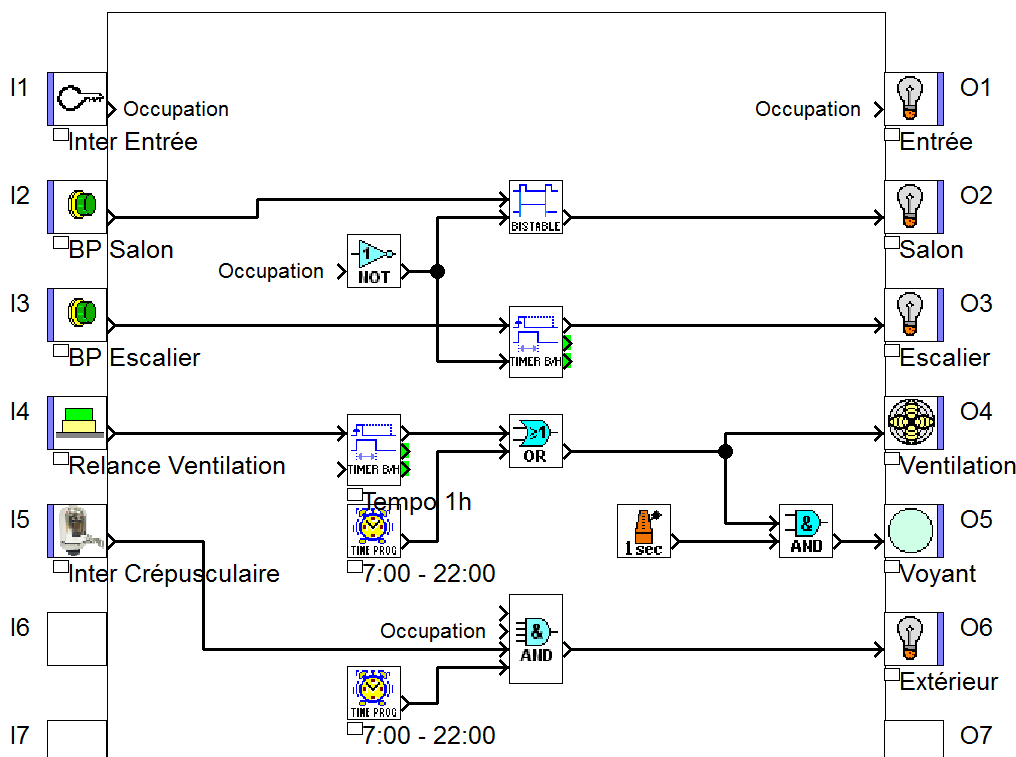 I1
Occupation
Occupation
O1
Inter Entrée
Entrée
I2
BISTABLE
O2
BP Salon
Salon
Occupation
1
NOT
I3
TIMER B/H
O3
BP Escalier
Escalier
I4
TIMER B/H
≥1
OR
O4
Relance Ventilation
Ventilation
Tempo 1h
I5
TIME PROG
1 sec
&
AND
O5
Inter Crépusculaire
7:00 - 22:00
Voyant
I6
Occupation
&
AND
O6
Extérieur
TIME PROG
7:00 - 22:00
I7
O7